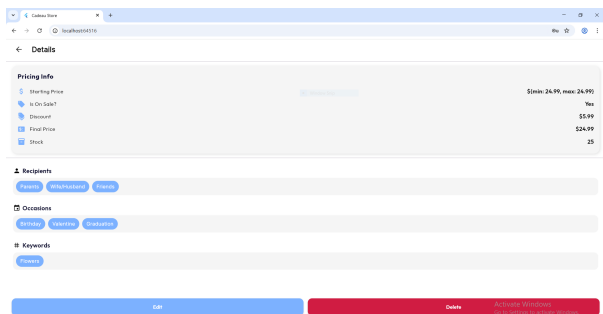 Cadeau Store
localhost:64516
Details
Pricing Info
Starting Price $(min: 24.99, max: 24.99)
Is On Sale? Yes
Discount $5.99
Final Price $24.99
Stock 25
Recipients
Parents Wife/Husband Friends
Occasions
Birthday Valentine Graduation
# Keywords
Flowers
Edit Delete
Activate Windows
Go to Settings to activate Windows.